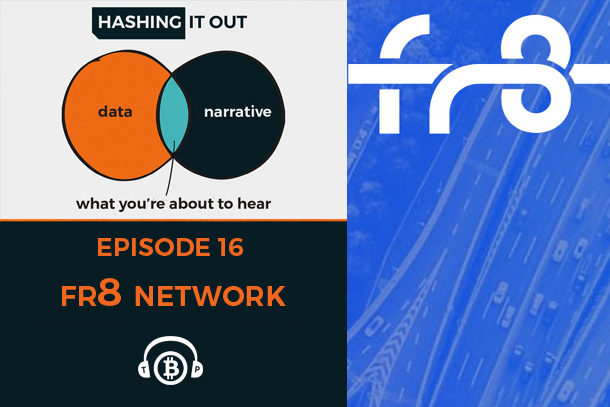 HASHING IT OUT
data
narrative
what you're about to hear
EPISODE 16
FR8 NETWORK
T B P
fr8